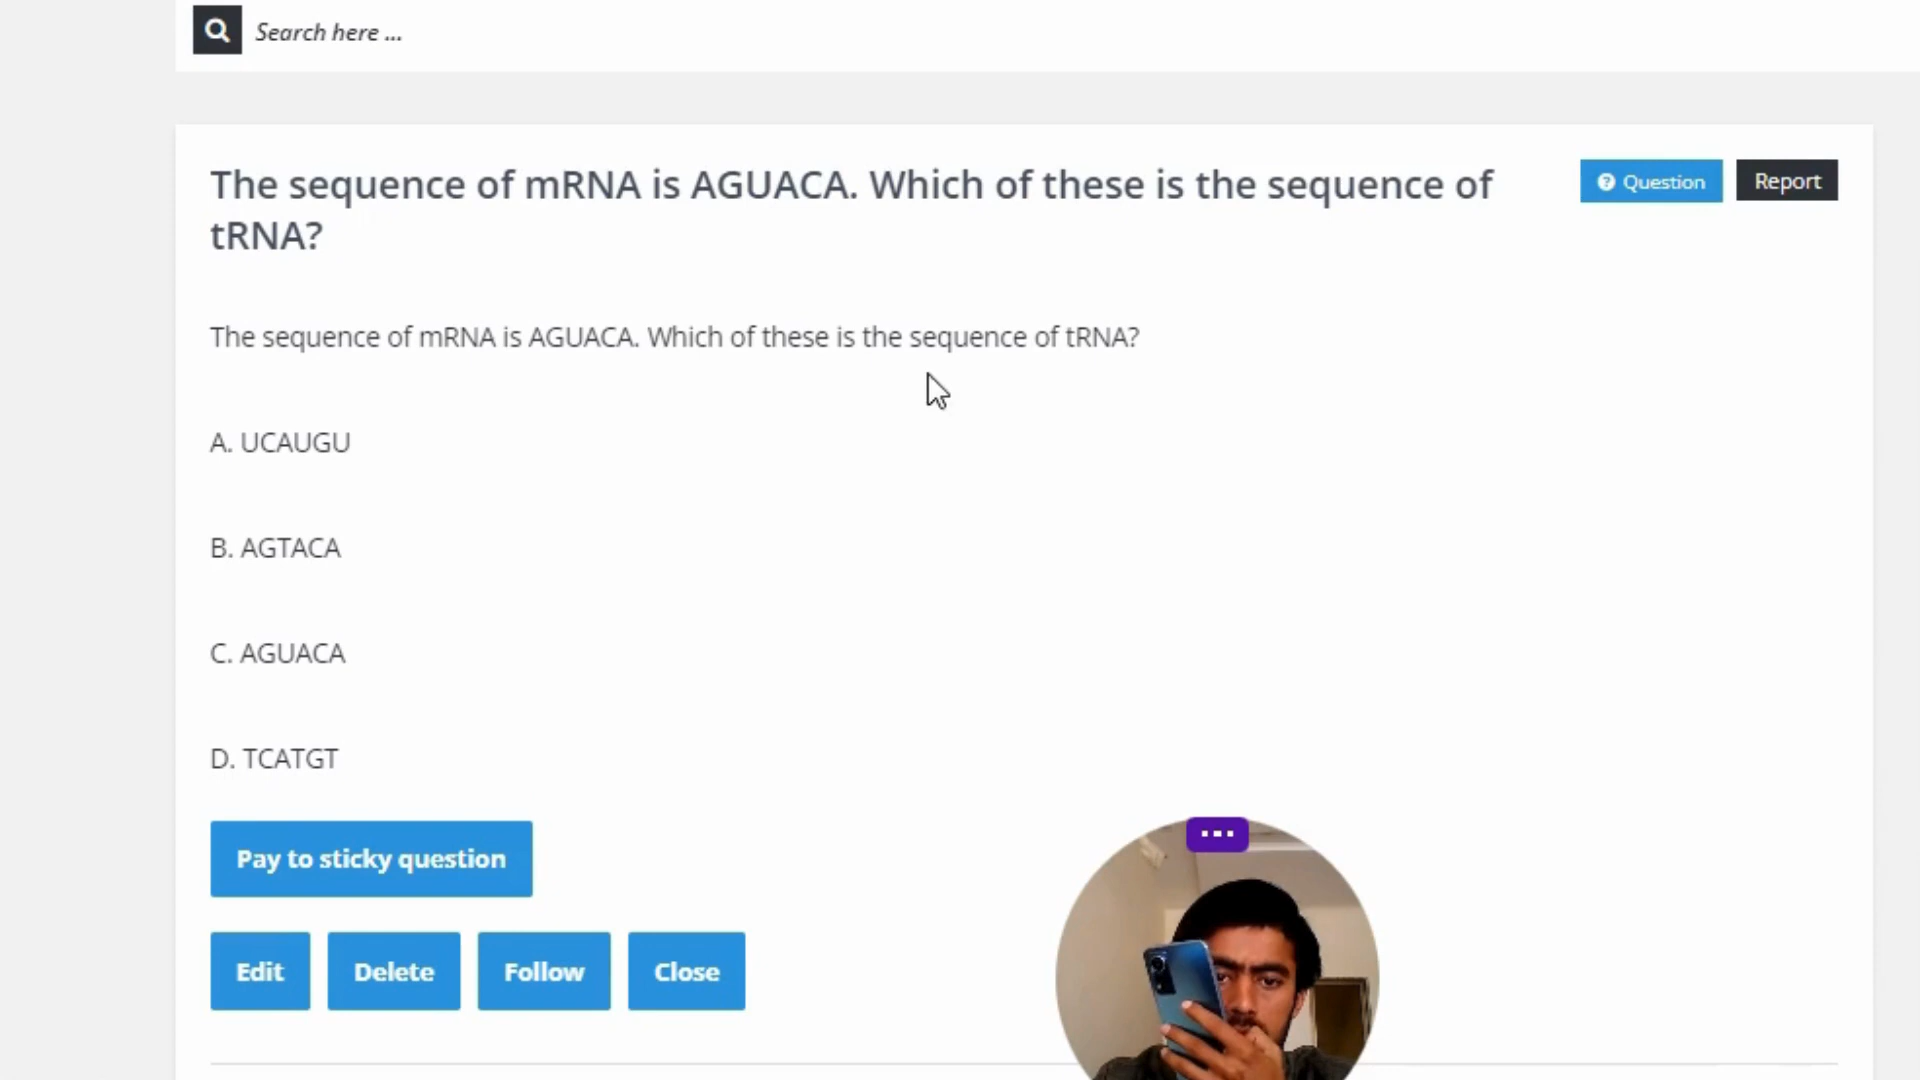 Search here ...
The sequence of mRNA is AGUACA. Which of these is the sequence of
tRNA?
Question
Report
The sequence of mRNA is AGUACA. Which of these is the sequence of tRNA?
A. UCAUGU
B. AGTACA
C. AGUACA
D. TCATGT
Pay to sticky question
Edit
Delete
Follow
Close